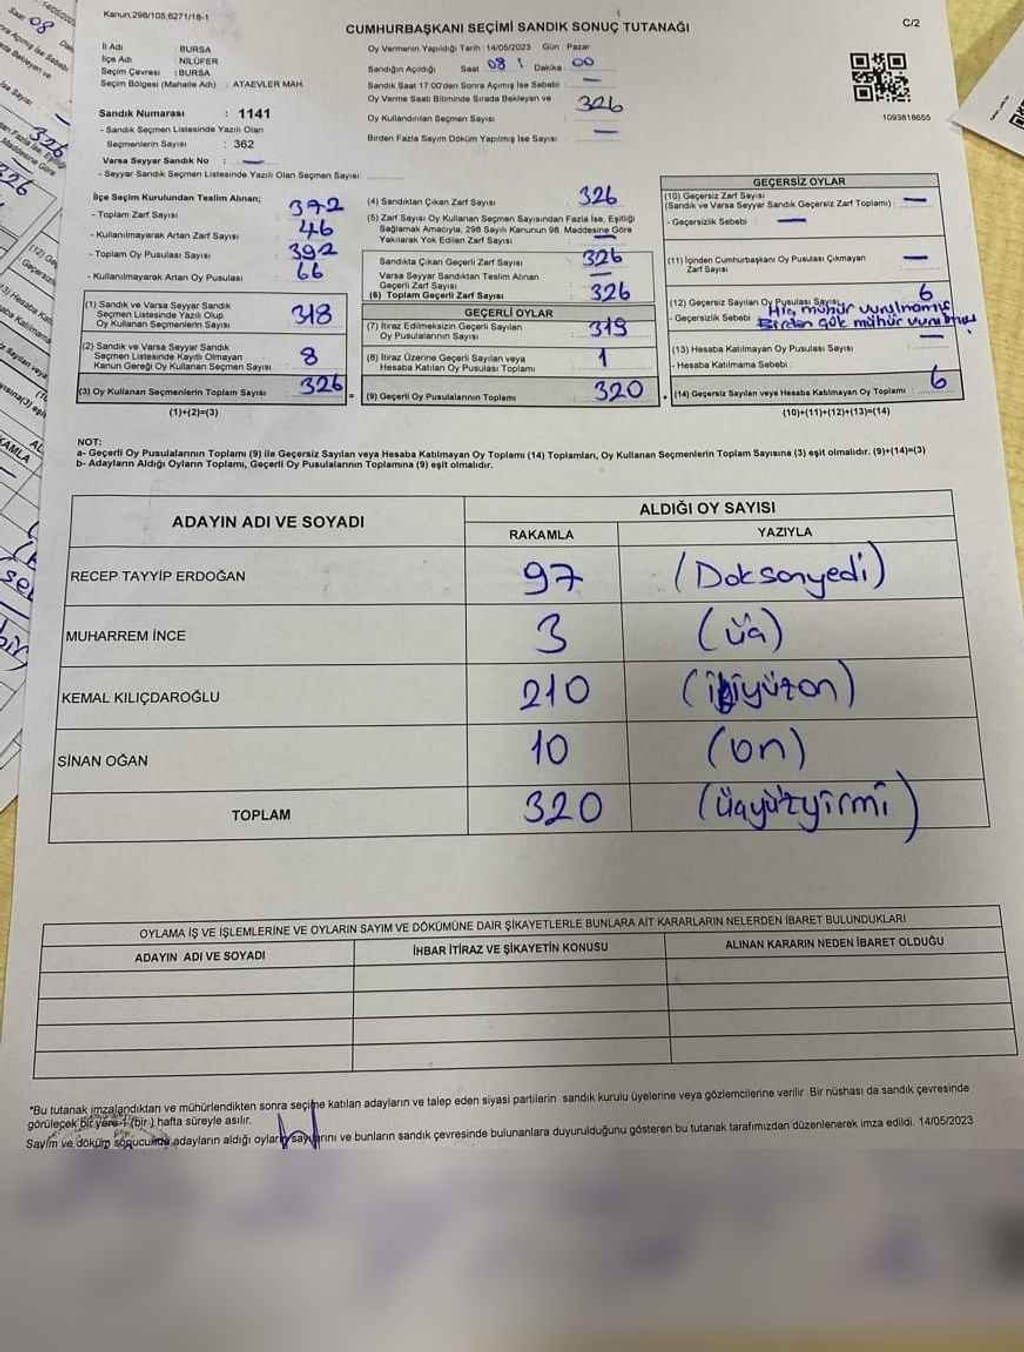 Kanun,298/105,6271/18-1
C/2
CUMHURBAŞKANI SEÇİMİ SANDIK SONUÇ TUTANAĞI
İl Adı BURSA
İlçe Adı NİLÜFER
Seçim Çevresi : BURSA
Seçim Bölgesi (Mahalle Adı) : ATAEVLER MAH.
Sandık Numarası : 1141
- Sandık Seçmen Listesinde Yazılı Olan
Seçmenlerin Sayısı : 362
Varsa Seyyar Sandık No : —
- Seyyar Sandık Seçmen Listesinde Yazılı Olan Seçmen Sayısı
Oy Vermenin Yapıldığı Tarih : 14/05/2023 Gün : Pazar
Sandığın Açıldığı Saat 08 : Dakika : 00
Sandık Saat 17:00'den Sonra Açılmış İse Sebebi —
Oy Verme Saati Bitiminde Sırada Bekleyen ve
Oy Kullandırılan Seçmen Sayısı 326
Birden Fazla Sayım Döküm Yapılmış İse Sayısı —
1093818655
İlçe Seçim Kurulundan Teslim Alınan;
- Toplam Zarf Sayısı 372
- Kullanılmayarak Artan Zarf Sayısı 46
- Toplam Oy Pusulası Sayısı 392
- Kullanılmayarak Artan Oy Pusulası 66
(1) Sandık ve Varsa Seyyar Sandık
Seçmen Listesinde Yazılı Olup
Oy Kullanan Seçmenlerin Sayısı 318
(2) Sandık ve Varsa Seyyar Sandık
Seçmen Listesinde Kayıtlı Olmayan
Kanun Gereği Oy Kullanan Seçmen Sayısı 8
(3) Oy Kullanan Seçmenlerin Toplam Sayısı 326
(1)+(2)=(3)
(4) Sandıktan Çıkan Zarf Sayısı 326
(5) Zarf Sayısı Oy Kullanan Seçmen Sayısından Fazla İse, Eşitliği
Sağlamak Amacıyla, 298 Sayılı Kanunun 98. Maddesine Göre
Yakılarak Yok Edilen Zarf Sayısı —
Sandıkta Çıkan Geçerli Zarf Sayısı 326
Varsa Seyyar Sandıktan Teslim Alınan
Geçerli Zarf Sayısı —
(6) Toplam Geçerli Zarf Sayısı 326
GEÇERLİ OYLAR
(7) İtiraz Edilmeksizin Geçerli Sayılan
Oy Pusulalarının Sayısı 319
(8) İtiraz Üzerine Geçerli Sayılan veya
Hesaba Katılan Oy Pusulası Toplamı 1
= (9) Geçerli Oy Pusulalarının Toplamı 320
GEÇERSİZ OYLAR
(10) Geçersiz Zarf Sayısı
(Sandık ve Varsa Seyyar Sandık Geçersiz Zarf Toplamı) —
- Geçersizlik Sebebi —
(11) İçinden Cumhurbaşkanı Oy Pusulası Çıkmayan
Zarf Sayısı —
(12) Geçersiz Sayılan Oy Pusulası Sayısı 6
- Geçersizlik Sebebi Hiç mühür vurulmamış
Birden çok mühür vurulmuş
(13) Hesaba Katılmayan Oy Pusulası Sayısı —
- Hesaba Katılmama Sebebi
+ (14) Geçersiz Sayılan veya Hesaba Katılmayan Oy Toplamı 6
(10)+(11)+(12)+(13)=(14)
NOT:
a- Geçerli Oy Pusulalarının Toplamı (9) ile Geçersiz Sayılan veya Hesaba Katılmayan Oy Toplamı (14) Toplamları, Oy Kullanan Seçmenlerin Toplam Sayısına (3) eşit olmalıdır. (9)+(14)=(3)
b- Adayların Aldığı Oyların Toplamı, Geçerli Oy Pusulalarının Toplamına (9) eşit olmalıdır.
ADAYIN ADI VE SOYADI
ALDIĞI OY SAYISI
RAKAMLA YAZIYLA
RECEP TAYYİP ERDOĞAN 97 (Doksanyedi)
MUHARREM İNCE 3 (üç)
KEMAL KILIÇDAROĞLU 210 (ikiyüzon)
SİNAN OĞAN 10 (on)
TOPLAM 320 (üçyüzyirmi)
OYLAMA İŞ VE İŞLEMLERİNE VE OYLARIN SAYIM VE DÖKÜMÜNE DAİR ŞİKAYETLERLE BUNLARA AİT KARARLARIN NELERDEN İBARET BULUNDUKLARI
ADAYIN ADI VE SOYADI İHBAR İTİRAZ VE ŞİKAYETİN KONUSU ALINAN KARARIN NEDEN İBARET OLDUĞU
*Bu tutanak imzalandıktan ve mühürlendikten sonra seçime katılan adayların ve talep eden siyasi partilerin sandık kurulu üyelerine veya gözlemcilerine verilir. Bir nüshası da sandık çevresinde
görülecek bir yere 1 (bir ) hafta süreyle asılır.
Sayım ve döküm sonucunda adayların aldığı oyların sayılarını ve bunların sandık çevresinde bulunanlara duyurulduğunu gösteren bu tutanak tarafımızdan düzenlenerek imza edildi. 14/05/2023